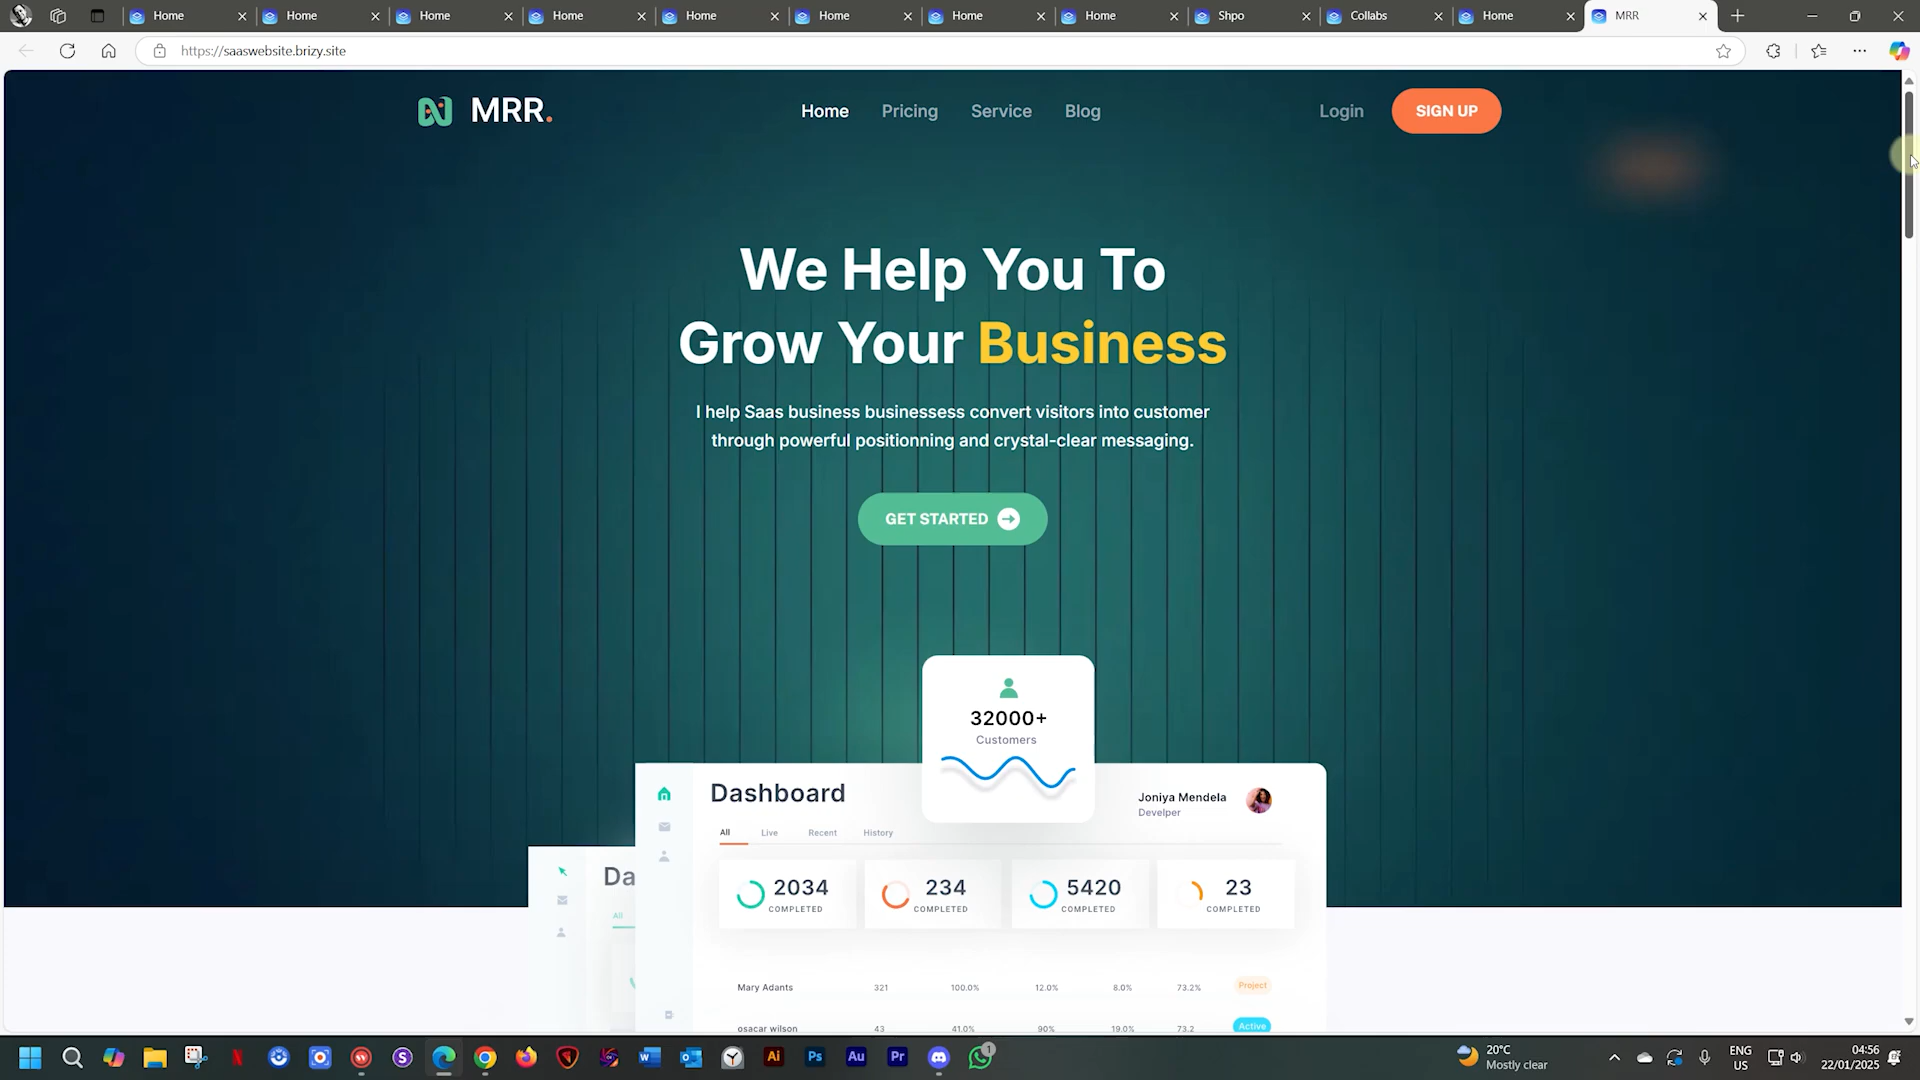 Home
Home
Home
Home
Home
Home
Home
Home
Shpo
Collabs
Home
MRR
https://saaswebsite.brizy.site
MRR.
Home
Pricing
Service
Blog
Login
SIGN UP
We Help You To
Grow Your Business
I help Saas business businessess convert visitors into customer
through powerful positionning and crystal-clear messaging.
GET STARTED
32000+
Customers
Dashboard
Joniya Mendela
Develper
All
Live
Recent
History
Da
All
2034
COMPLETED
234
COMPLETED
5420
COMPLETED
23
COMPLETED
Mary Adants
321
100.0%
12.0%
8.0%
73.2%
Project
osacar wilson
43
41.0%
90%
19.0%
73.2
Active
20°C
Mostly clear
ENG
US
04:56
22/01/2025